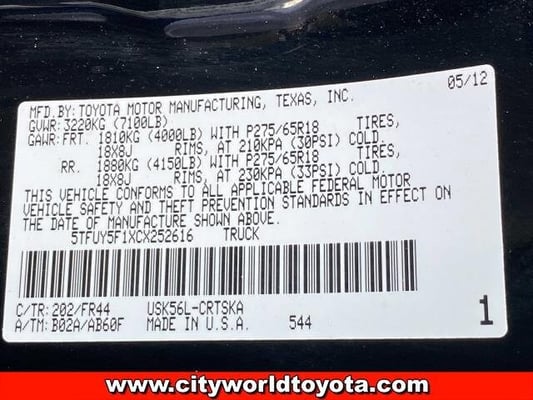 05/12
MFD.BY:TOYOTA MOTOR MANUFACTURING, TEXAS, INC.
GVWR:3220KG (7100LB)
GAWR:FRT. 1810KG (4000LB) WITH P275/65R18 TIRES,
18X8J RIMS, AT 210KPA (30PSI) COLD.
RR. 1880KG (4150LB) WITH P275/65R18 TIRES,
18X8J RIMS, AT 230KPA (33PSI) COLD.
THIS VEHICLE CONFORMS TO ALL APPLICABLE FEDERAL MOTOR
VEHICLE SAFETY AND THEFT PREVENTION STANDARDS IN EFFECT ON
THE DATE OF MANUFACTURE SHOWN ABOVE.
5TFUY5F1XCX252616 TRUCK
C/TR:202/FR44 USK56L-CRTSKA
A/TM:B02A/AB60F MADE IN U.S.A. 544 1
www.cityworldtoyota.com